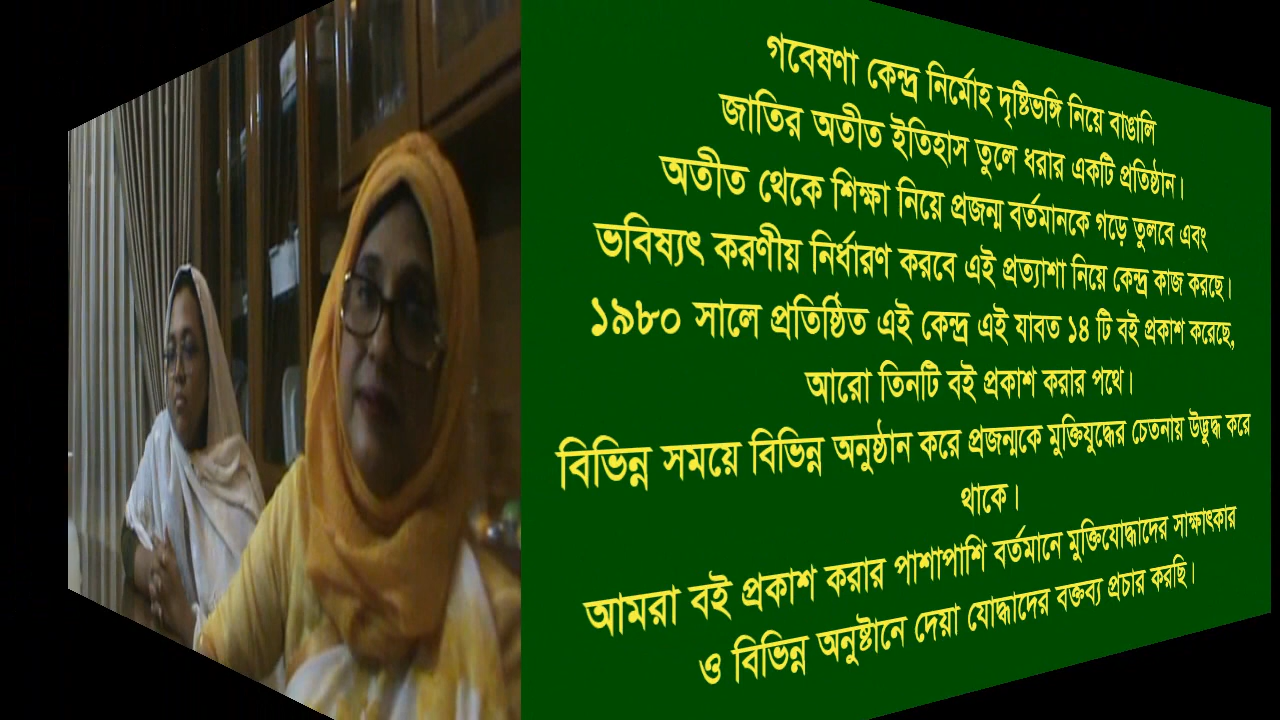 গবেষণা কেন্দ্র নির্মোহ দৃষ্টিভঙ্গি নিয়ে বাঙালি
জাতির অতীত ইতিহাস তুলে ধরার একটি প্রতিষ্ঠান।
অতীত থেকে শিক্ষা নিয়ে প্রজন্ম বর্তমানকে গড়ে তুলবে এবং
ভবিষ্যৎ করণীয় নির্ধারণ করবে এই প্রত্যাশা নিয়ে কেন্দ্র কাজ করছে।
১৯৮০ সালে প্রতিষ্ঠিত এই কেন্দ্র এই যাবত ১৪ টি বই প্রকাশ করেছে,
আরো তিনটি বই প্রকাশ করার পথে।
বিভিন্ন সময়ে বিভিন্ন অনুষ্ঠান করে প্রজন্মকে মুক্তিযুদ্ধের চেতনায় উদ্ভুদ্ধ করে
থাকে।
আমরা বই প্রকাশ করার পাশাপাশি বর্তমানে মুক্তিযোদ্ধাদের সাক্ষাৎকার
ও বিভিন্ন অনুষ্টানে দেয়া যোদ্ধাদের বক্তব্য প্রচার করছি।